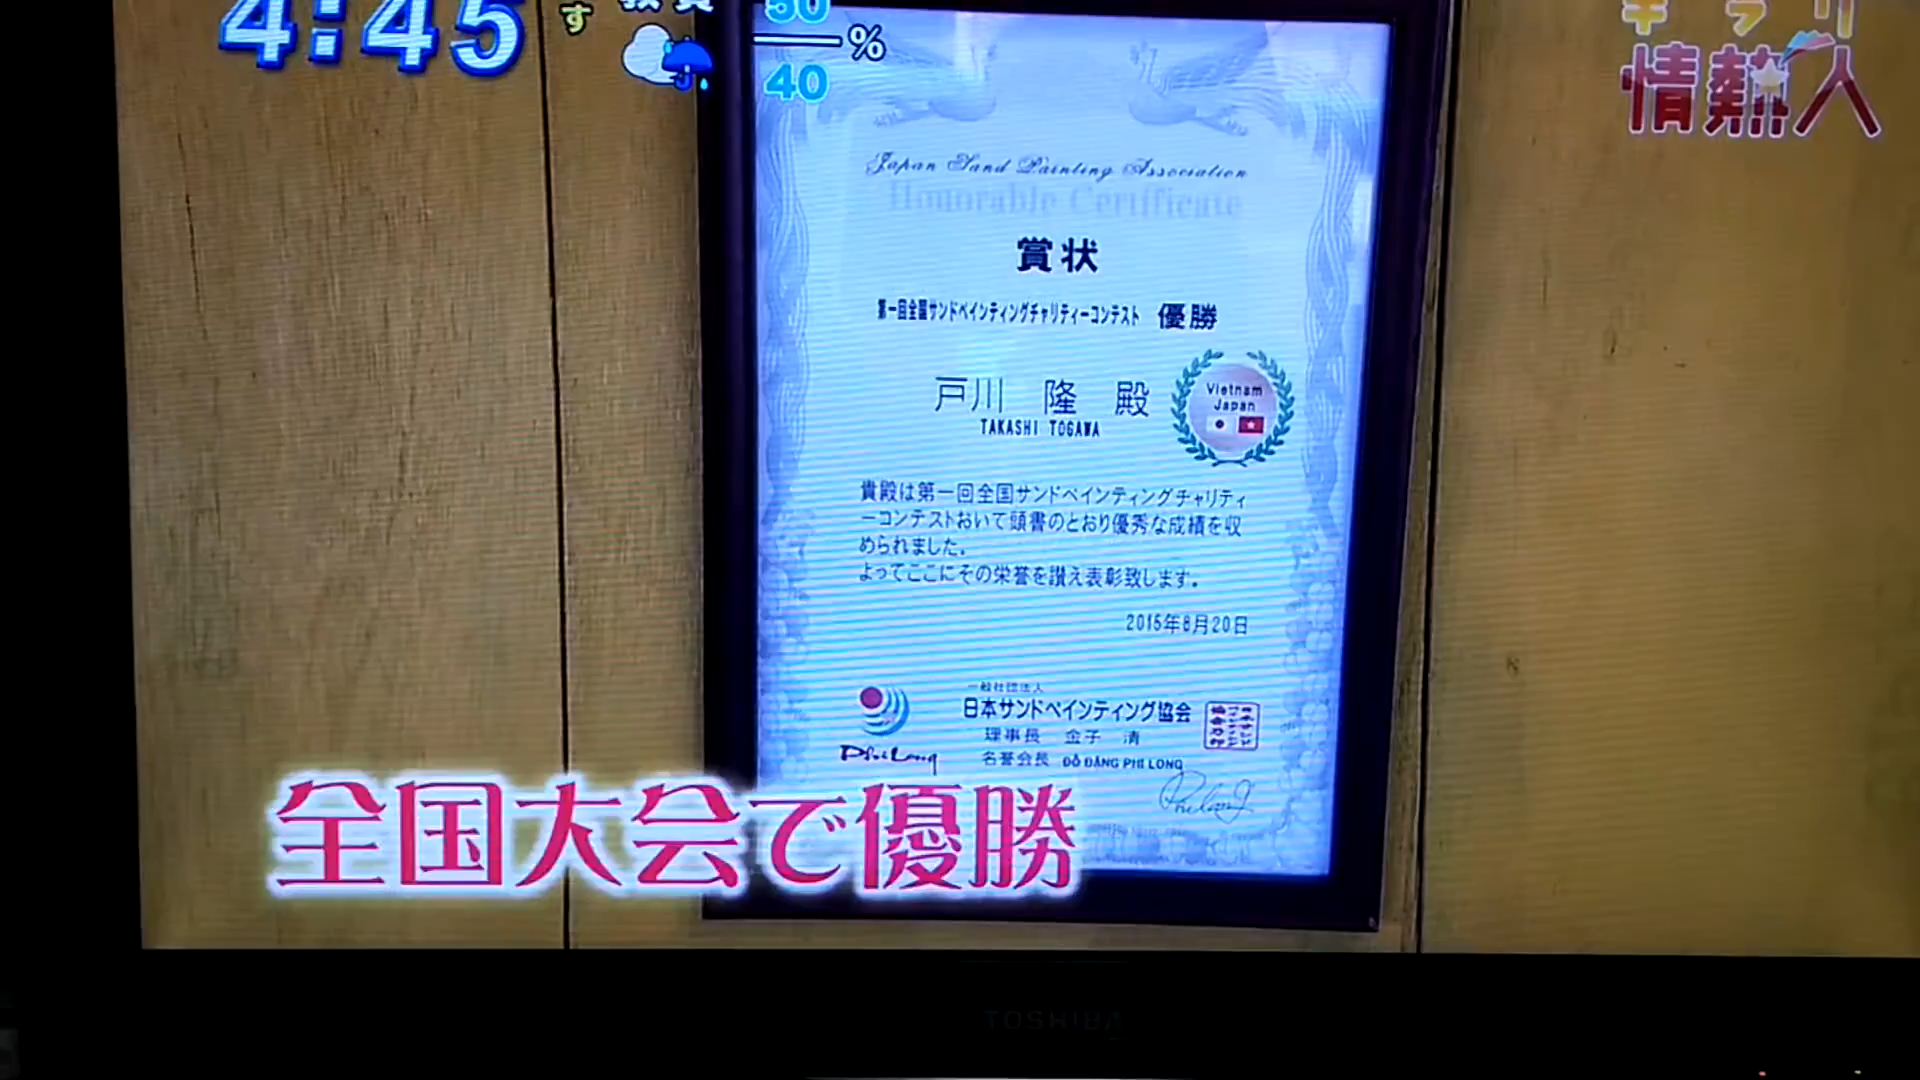 4:45
す
50
40
%
キラリ
情熱人
Japan Sand Painting Association
Honorable Certificate
賞状
第一回全国サンドペインティングチャリティーコンテスト 優勝
戸川 隆 殿
TAKASHI TOGAWA
Vietnam
Japan
貴殿は第一回全国サンドペインティングチャリティ
ーコンテストおいて頭書のとおり優秀な成績を収
められました。
よってここにその栄誉を讃え表彰致します。
2015年8月20日
一般社団法人
日本サンドペインティング協会
理事長 金子 清
名誉会長 ĐỖ ĐẶNG PHI LONG
Phi Long
全国大会で優勝
TOSHIBA